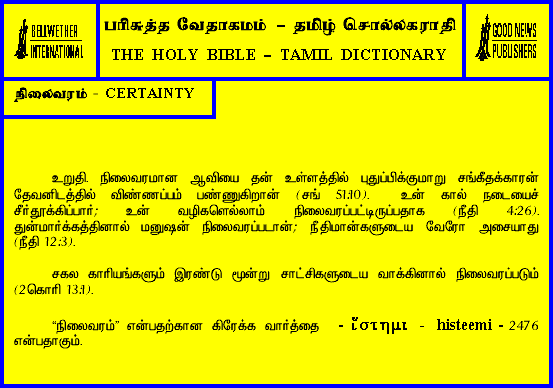 BELLWETHER
INTERNATIONAL
பரிசுத்த வேதாகமம் – தமிழ் சொல்லகராதி
THE HOLY BIBLE – TAMIL DICTIONARY
GOOD NEWS
PUBLISHERS
நிலைவரம் - CERTAINTY
உறுதி. நிலைவரமான ஆவியை தன் உள்ளத்தில் புதுப்பிக்குமாறு சங்கீதக்காரன்
தேவனிடத்தில் விண்ணப்பம் பண்ணுகிறான் (சங் 51:10). உன் கால் நடையைச்
சீர்தூக்கிப்பார்; உன் வழிகளெல்லாம் நிலைவரப்பட்டிருப்பதாக (நீதி 4:26).
துன்மார்க்கத்தினால் மனுஷன் நிலைவரப்படான்; நீதிமான்களுடைய வேரோ அசையாது
(நீதி 12:3).
சகல காரியங்களும் இரண்டு மூன்று சாட்சிகளுடைய வாக்கினால் நிலைவரப்படும்
(2கொரி 13:1).
“நிலைவரம்” என்பதற்கான கிரேக்க வார்த்தை - ἵστημι - histeemi - 2476
என்பதாகும்.